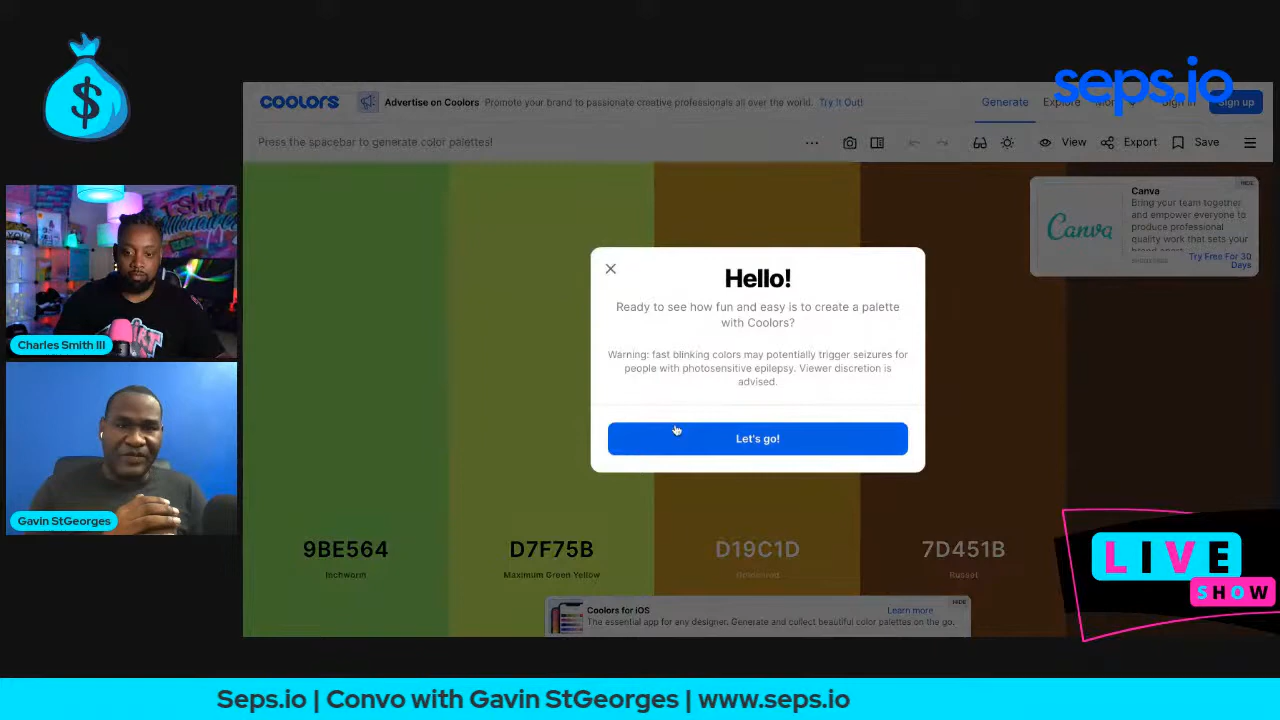 $
seps.io
coolors
Advertise on Coolors Promote your brand to passionate creative professionals all over the world. Try It Out!
Generate Explore Sign in Sign up
Press the spacebar to generate color palettes!
View Export Save
HIDE
Canva
Canva
Bring your team together
and empower everyone to
produce professional
quality work that sets your
Try Free For 30
Days
Hello!
Ready to see how fun and easy is to create a palette
with Coolors?
Warning: fast blinking colors may potentially trigger seizures for
people with photosensitive epilepsy. Viewer discretion is
advised.
Let's go!
Charles Smith III
Gavin StGeorges
9BE564
Inchworm
D7F75B
Maximum Green Yellow
D19C1D
Goldenrod
7D451B
Russet
Coolors for iOS
The essential app for any designer. Generate and collect beautiful color palettes on the go.
Learn more
HIDE
LIVE
SHOW
Seps.io | Convo with Gavin StGeorges | www.seps.io